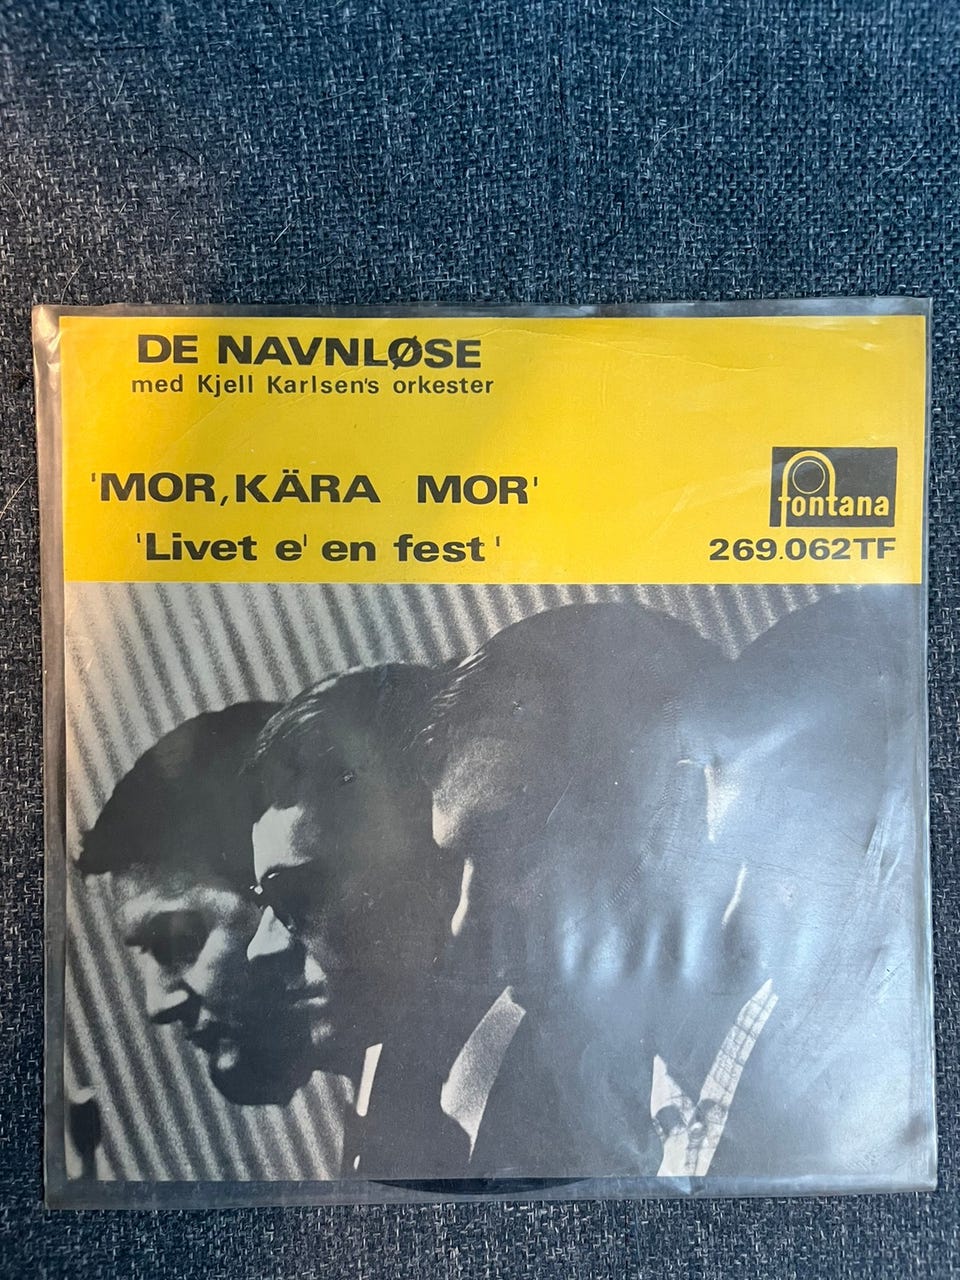 DE NAVNLØSE
med Kjell Karlsen's orkester
'MOR, KÄRA MOR'
fontana
'Livet e' en fest'
269.062TF